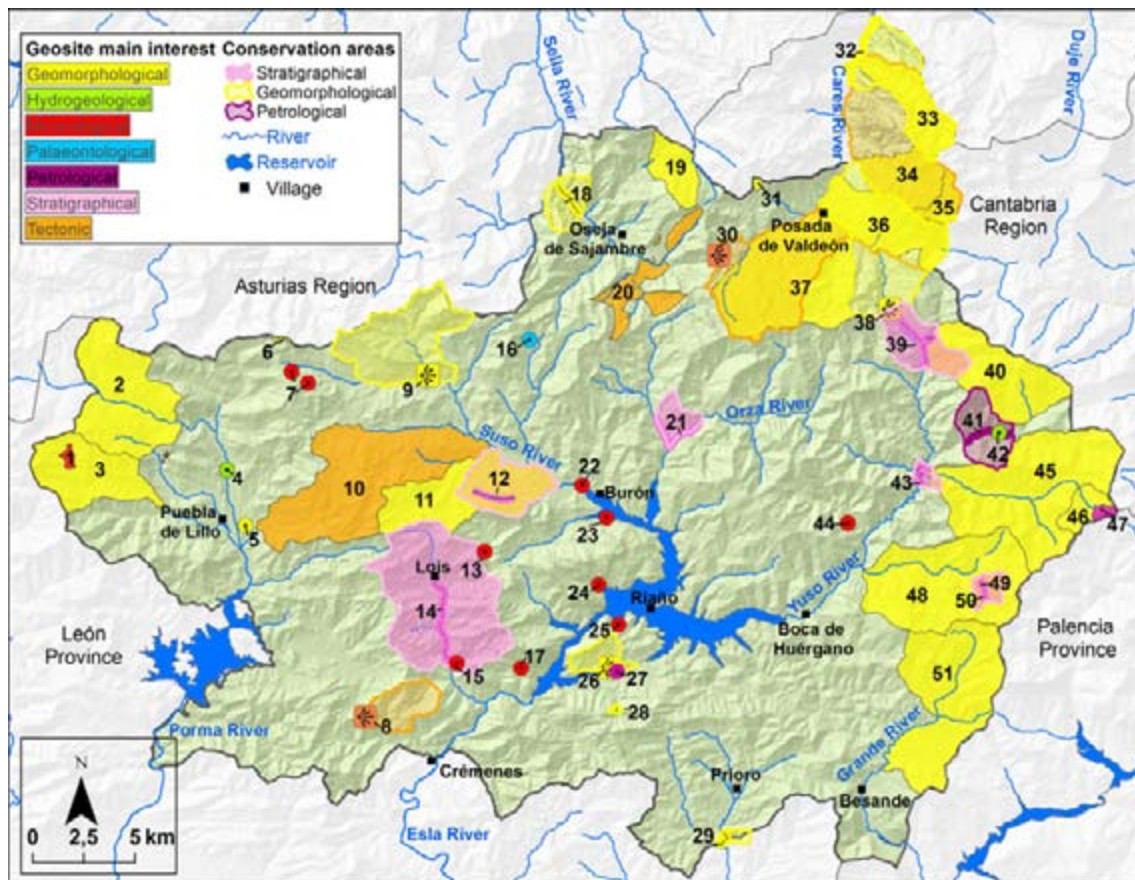 Geosite main interest
Geomorphological
Hydrogeological
Palaeontological
Petrological
Stratigraphical
Tectonic
Conservation areas
Stratigraphical
Geomorphological
Petrological
River
Reservoir
Village
Sella River
Cares River
Duje River
32
33
34
35
36
Cantabria
Region
18
19
Oseja
de Sajambre
31
Posada
de Valdeón
30
20
37
Asturias Region
38
39
40
16
6
7
9
2
1
3
4
Puebla
de Lillo
5
10
11
Suso River
12
21
Orza River
41
42
43
45
22
Burón
23
44
46
47
13
Lois
14
24
Riaño
Yuso River
48
49
50
25
Boca de
Huérgano
León
Province
Palencia
Province
15
17
26
27
28
51
8
Porma River
Crémenes
Esla River
Prioro
Grande River
Besande
29
N
0 2,5 5 km